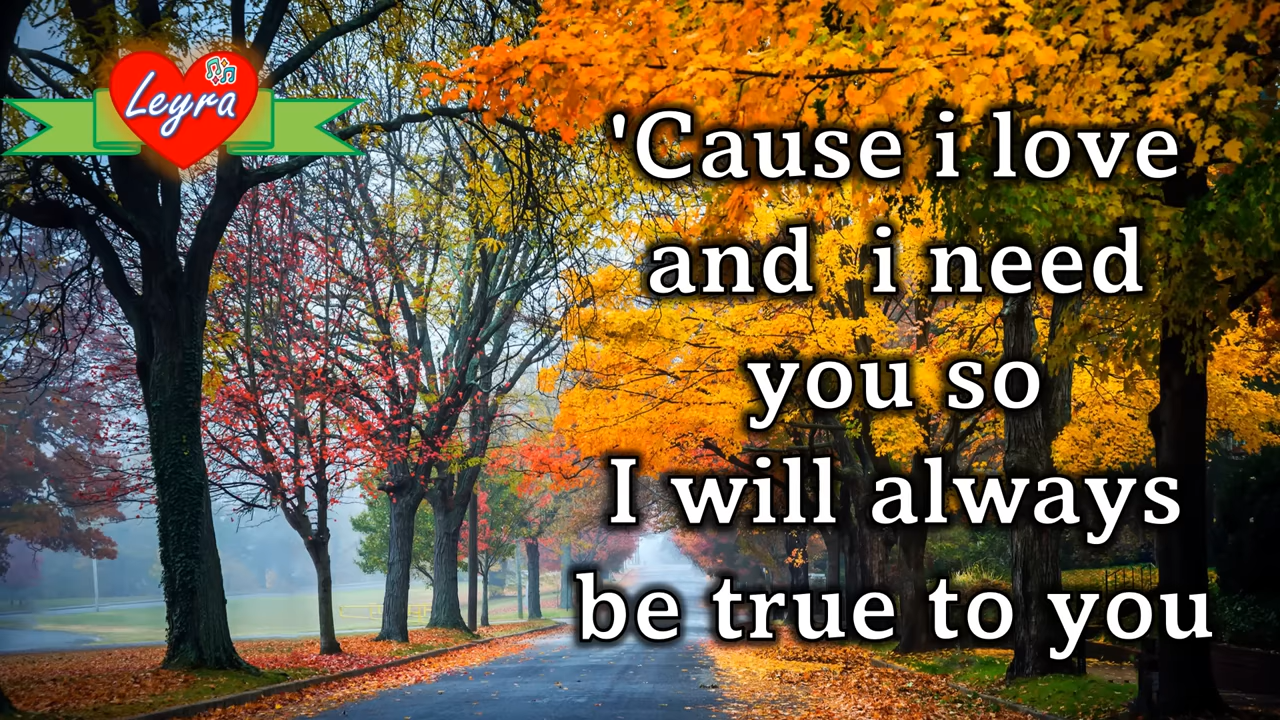 Leyra
'Cause i love
and i need
you so
I will always
be true to you